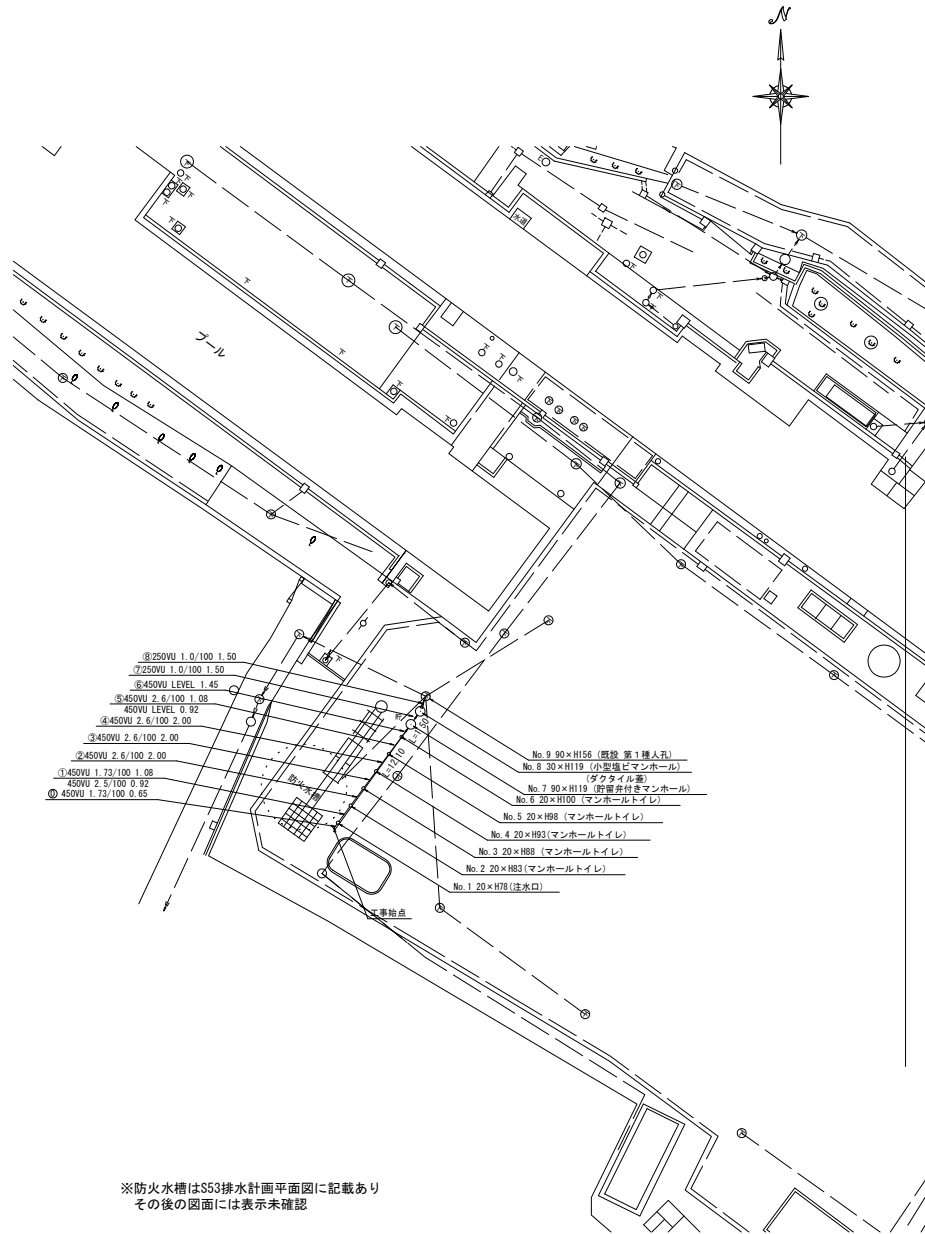 N
水道
プール
⑧250VU 1.0/100 1.50
⑦250VU 1.0/100 1.50
⑥450VU LEVEL 1.45
⑤450VU 2.6/100 1.08
450VU LEVEL 0.92
④450VU 2.6/100 2.00
③450VU 2.6/100 2.00
②450VU 2.6/100 2.00
①450VU 1.73/100 1.08
450VU 2.5/100 0.92
⓪ 450VU 1.73/100 0.65
防火水槽
L=12.10
No.9 90×H156 (既設 第1種人孔)
No.8 30×H119 (小型塩ビマンホール)
(ダクタイル蓋)
No.7 90×H119 (貯留弁付きマンホール)
No.6 20×H100 (マンホールトイレ)
No.5 20×H98 (マンホールトイレ)
No.4 20×H93(マンホールトイレ)
No.3 20×H88 (マンホールトイレ)
No.2 20×H83(マンホールトイレ)
No.1 20×H78(注水口)
工事始点
※防火水槽はS53排水計画平面図に記載あり
その後の図面には表示未確認